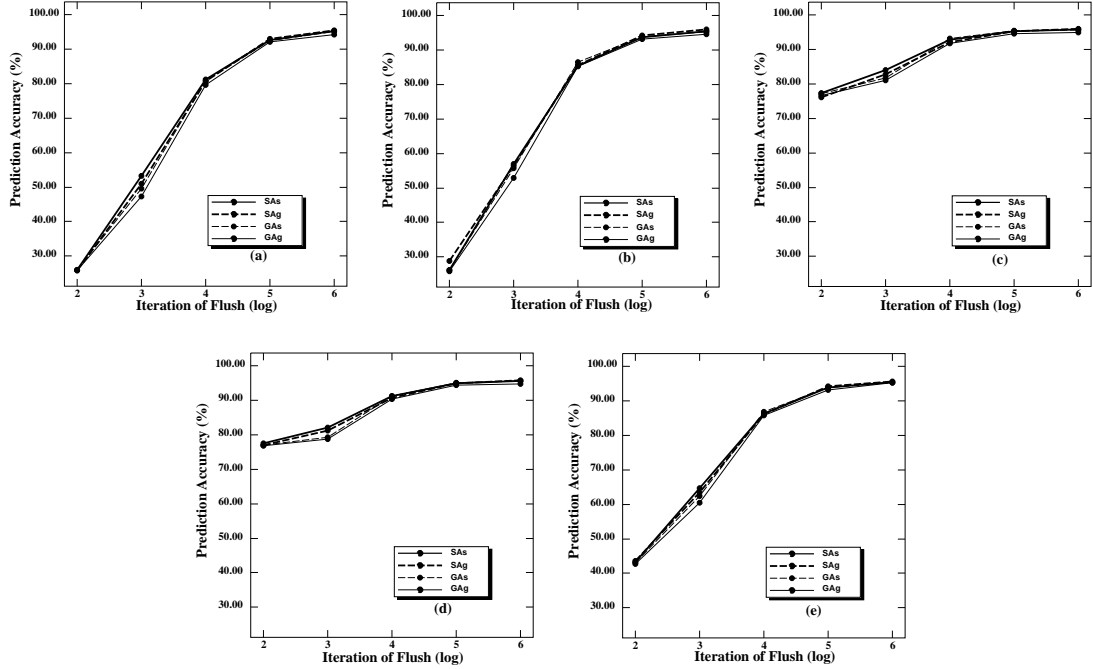 Prediction Accuracy (%)
100.00
90.00
80.00
70.00
60.00
50.00
40.00
30.00
SAs
SAg
GAs
GAg
(a)
2 3 4 5 6
Iteration of Flush (log)
Prediction Accuracy (%)
100.00
90.00
80.00
70.00
60.00
50.00
40.00
30.00
SAs
SAg
GAs
GAg
(b)
2 3 4 5 6
Iteration of Flush (log)
Prediction Accuracy (%)
100.00
90.00
80.00
70.00
60.00
50.00
40.00
30.00
SAs
SAg
GAs
GAg
(c)
2 3 4 5 6
Iteration of Flush (log)
Prediction Accuracy (%)
100.00
90.00
80.00
70.00
60.00
50.00
40.00
30.00
SAs
SAg
GAs
GAg
(d)
2 3 4 5 6
Iteration of Flush (log)
Prediction Accuracy (%)
100.00
90.00
80.00
70.00
60.00
50.00
40.00
30.00
SAs
SAg
GAs
GAg
(e)
2 3 4 5 6
Iteration of Flush (log)